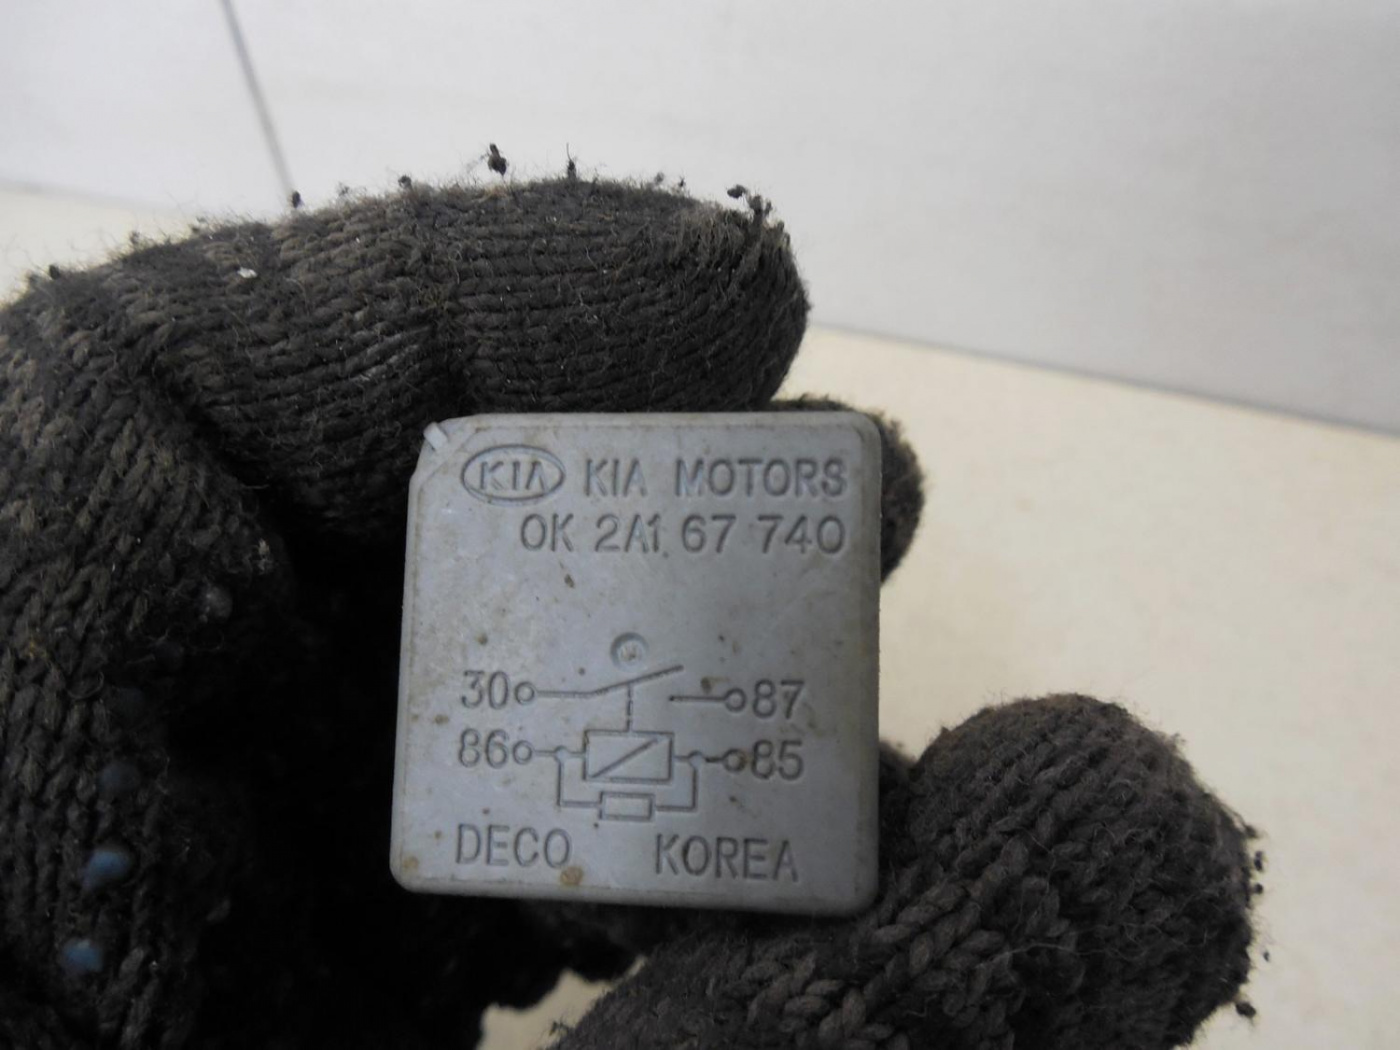 KIA KIA MOTORS
OK 2A1 67 740
30 87
86 85
DECO KOREA